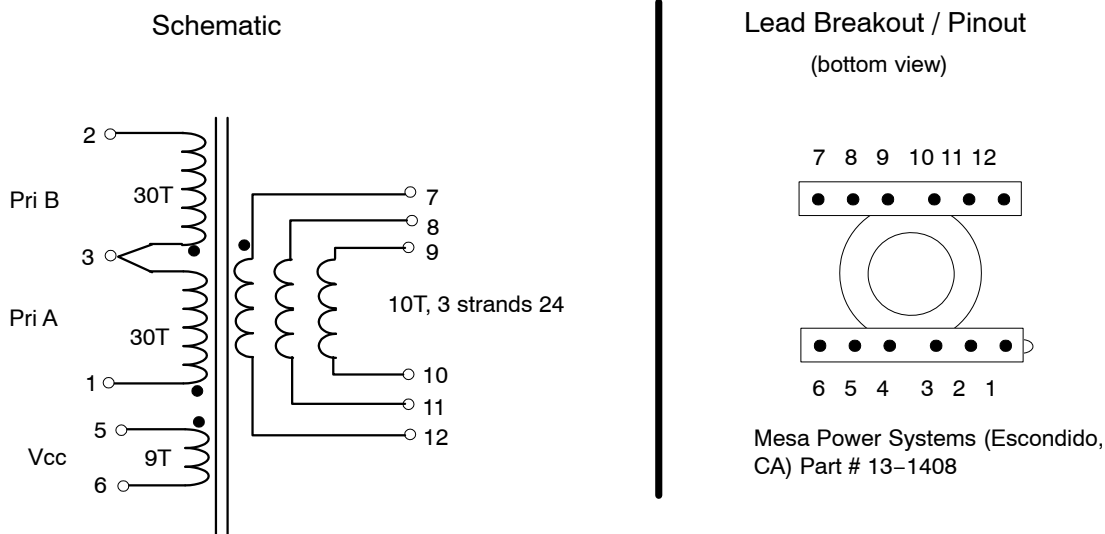 Schematic
2
Pri B
30T
3
Pri A
30T
1
5
Vcc
9T
6
7
8
9
10T, 3 strands 24
10
11
12
Lead Breakout / Pinout
(bottom view)
7 8 9 10 11 12
6 5 4 3 2 1
Mesa Power Systems (Escondido,
CA) Part # 13−1408